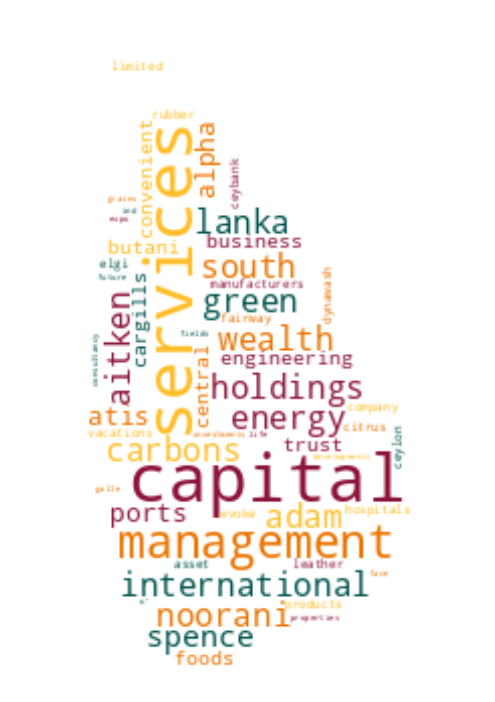 limited
rubber
convenient
services
alpha
ceybank
grains
and
expo
lanka
butani
business
elgi
south
future
cargills
manufacturers
dynawash
aitken
green
fairway
fields
wealth
consultancy
central
engineering
holdings
atis
energy
company
citrus
vacations
investments
life
trust
ceylon
carbons
developments
capital
galle
ports
evoke
adam
hospitals
management
asset
leather
face
international
products
noorani
properties
spence
foods